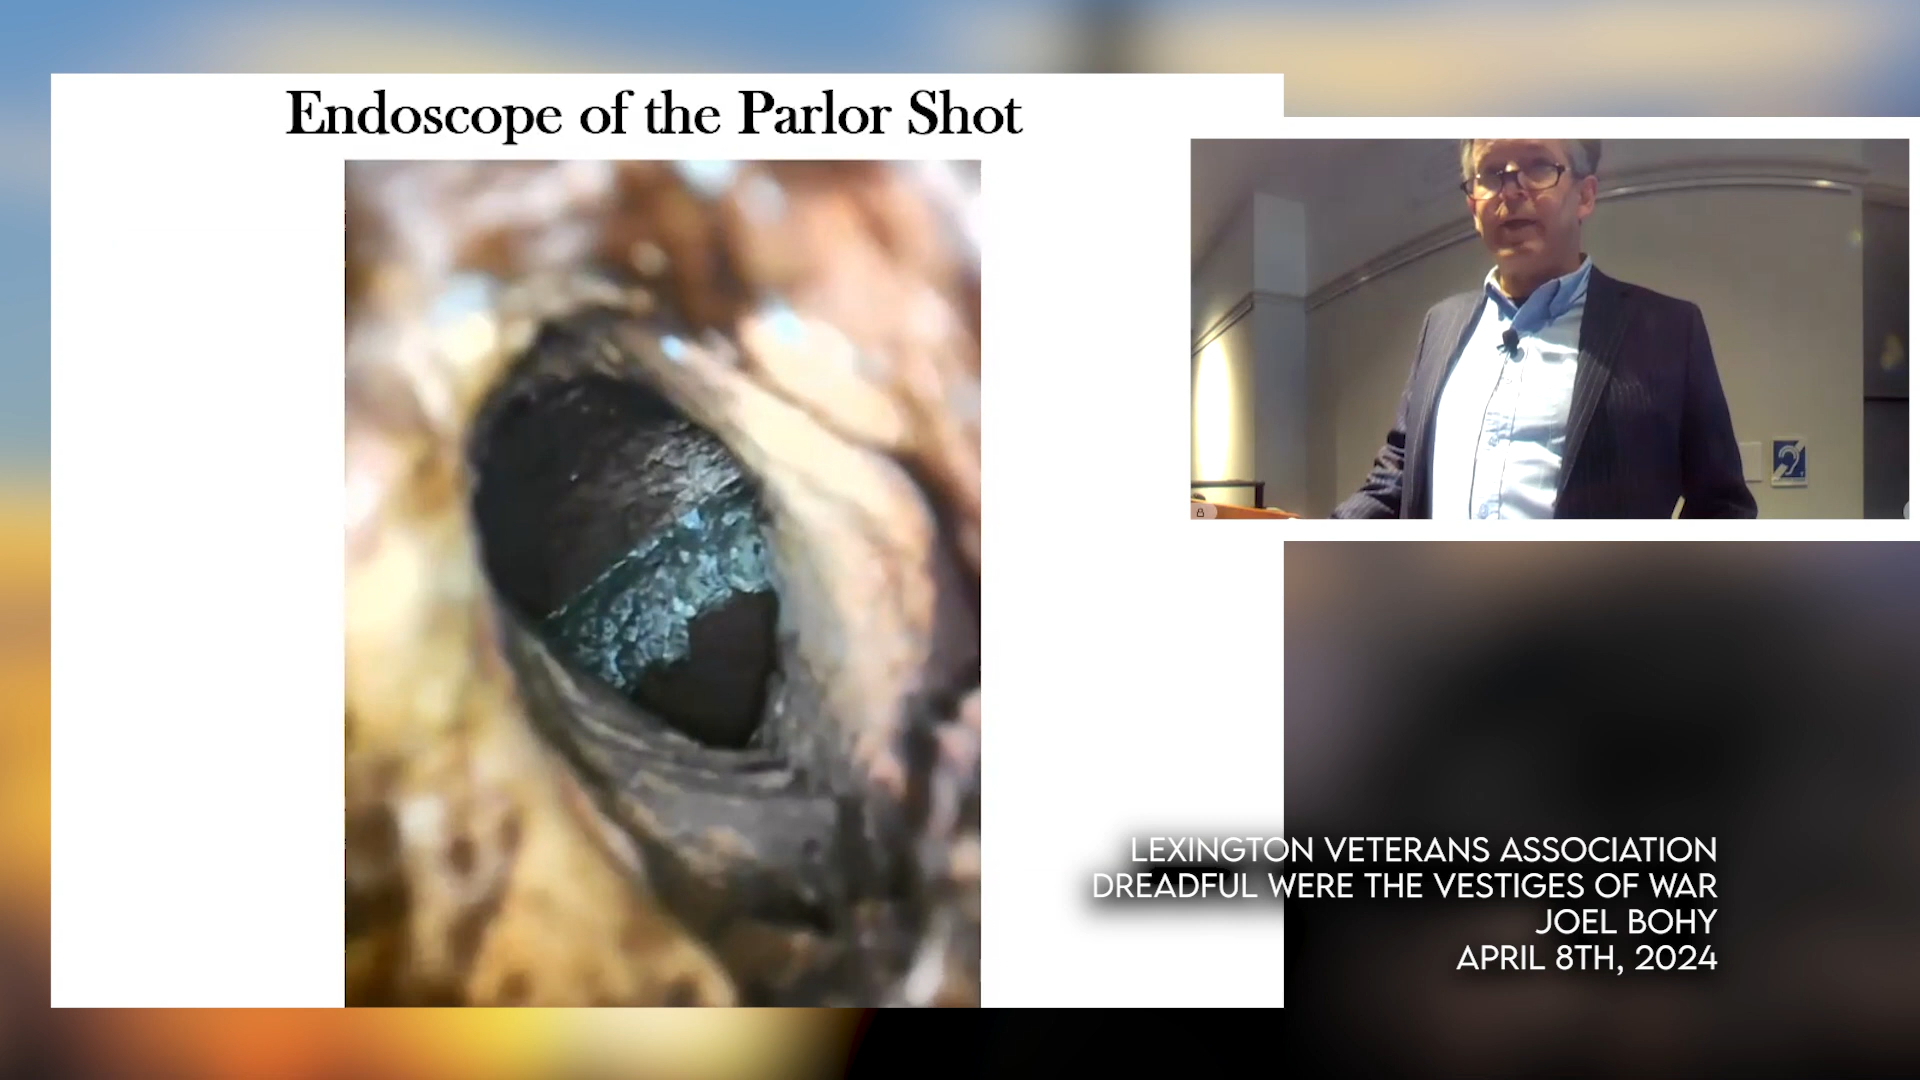 Endoscope of the Parlor Shot
LEXINGTON VETERANS ASSOCIATION
DREADFUL WERE THE VESTIGES OF WAR
JOEL BOHY
APRIL 8TH, 2024